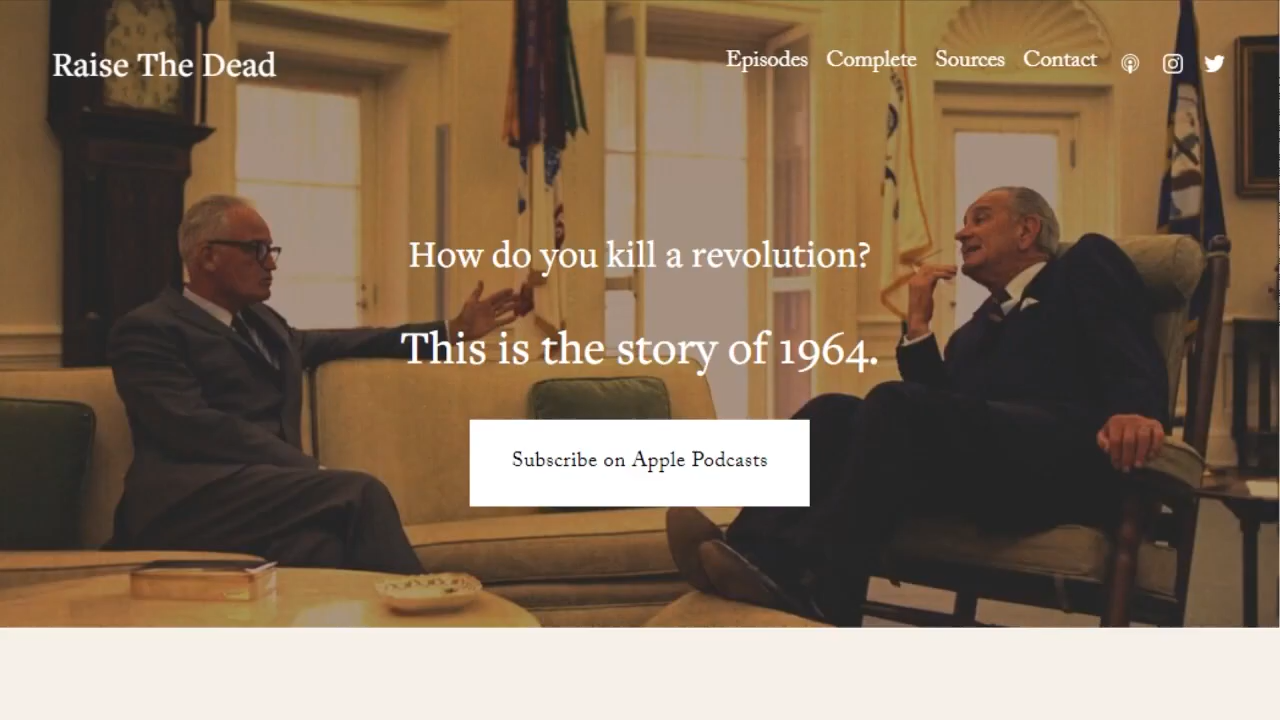 Raise The Dead
Episodes Complete Sources Contact
How do you kill a revolution?
This is the story of 1964.
Subscribe on Apple Podcasts